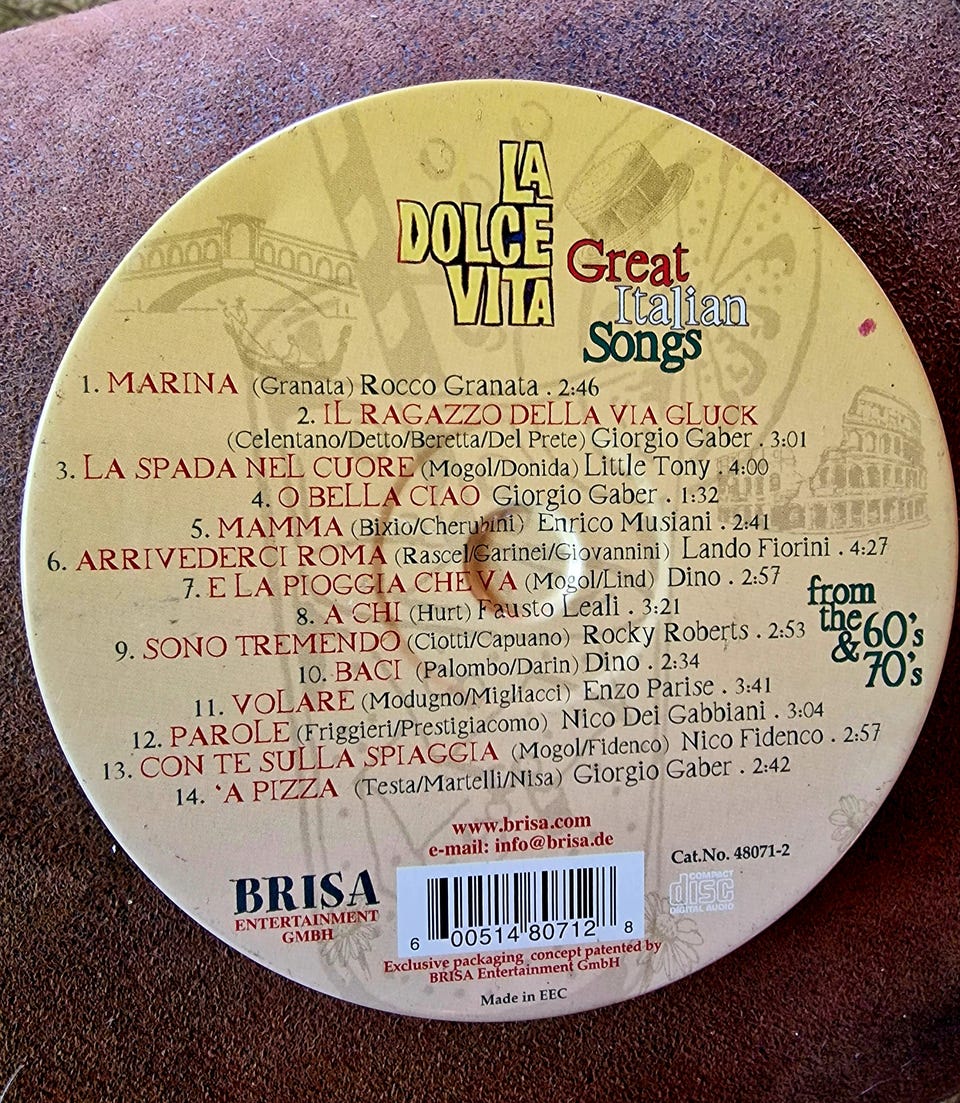 LA
DOLCE
VITA
Great
Italian
Songs
1. MARINA (Granata) Rocco Granata . 2:46
2. IL RAGAZZO DELLA VIA GLUCK
(Celentano/Detto/Beretta/Del Prete) Giorgio Gaber . 3:01
3. LA SPADA NEL CUORE (Mogol/Donida) Little Tony . 4:00
4. O BELLA CIAO Giorgio Gaber . 1:32
5. MAMMA (Bixio/Cherubini) Enrico Musiani . 2:41
6. ARRIVEDERCI ROMA (Rascel/Garinei/Giovannini) Lando Fiorini . 4:27
7. E LA PIOGGIA CHE VA (Mogol/Lind) Dino . 2:57
8. A CHI (Hurt) Fausto Leali . 3:21
9. SONO TREMENDO (Ciotti/Capuano) Rocky Roberts . 2:53
10. BACI (Palombo/Darin) Dino . 2:34
11. VOLARE (Modugno/Migliacci) Enzo Parise . 3:41
12. PAROLE (Friggieri/Prestigiacomo) Nico Dei Gabbiani . 3:04
13. CON TE SULLA SPIAGGIA (Mogol/Fidenco) Nico Fidenco . 2:57
14. 'A PIZZA (Testa/Martelli/Nisa) Giorgio Gaber . 2:42
from
the 60's
& 70's
www.brisa.com
e-mail: info@brisa.de
BRISA
ENTERTAINMENT
GMBH
6 00514 80712 8
Cat.No. 48071-2
COMPACT
disc
DIGITAL AUDIO
Exclusive packaging concept patented by
BRISA Entertainment GmbH
Made in EEC